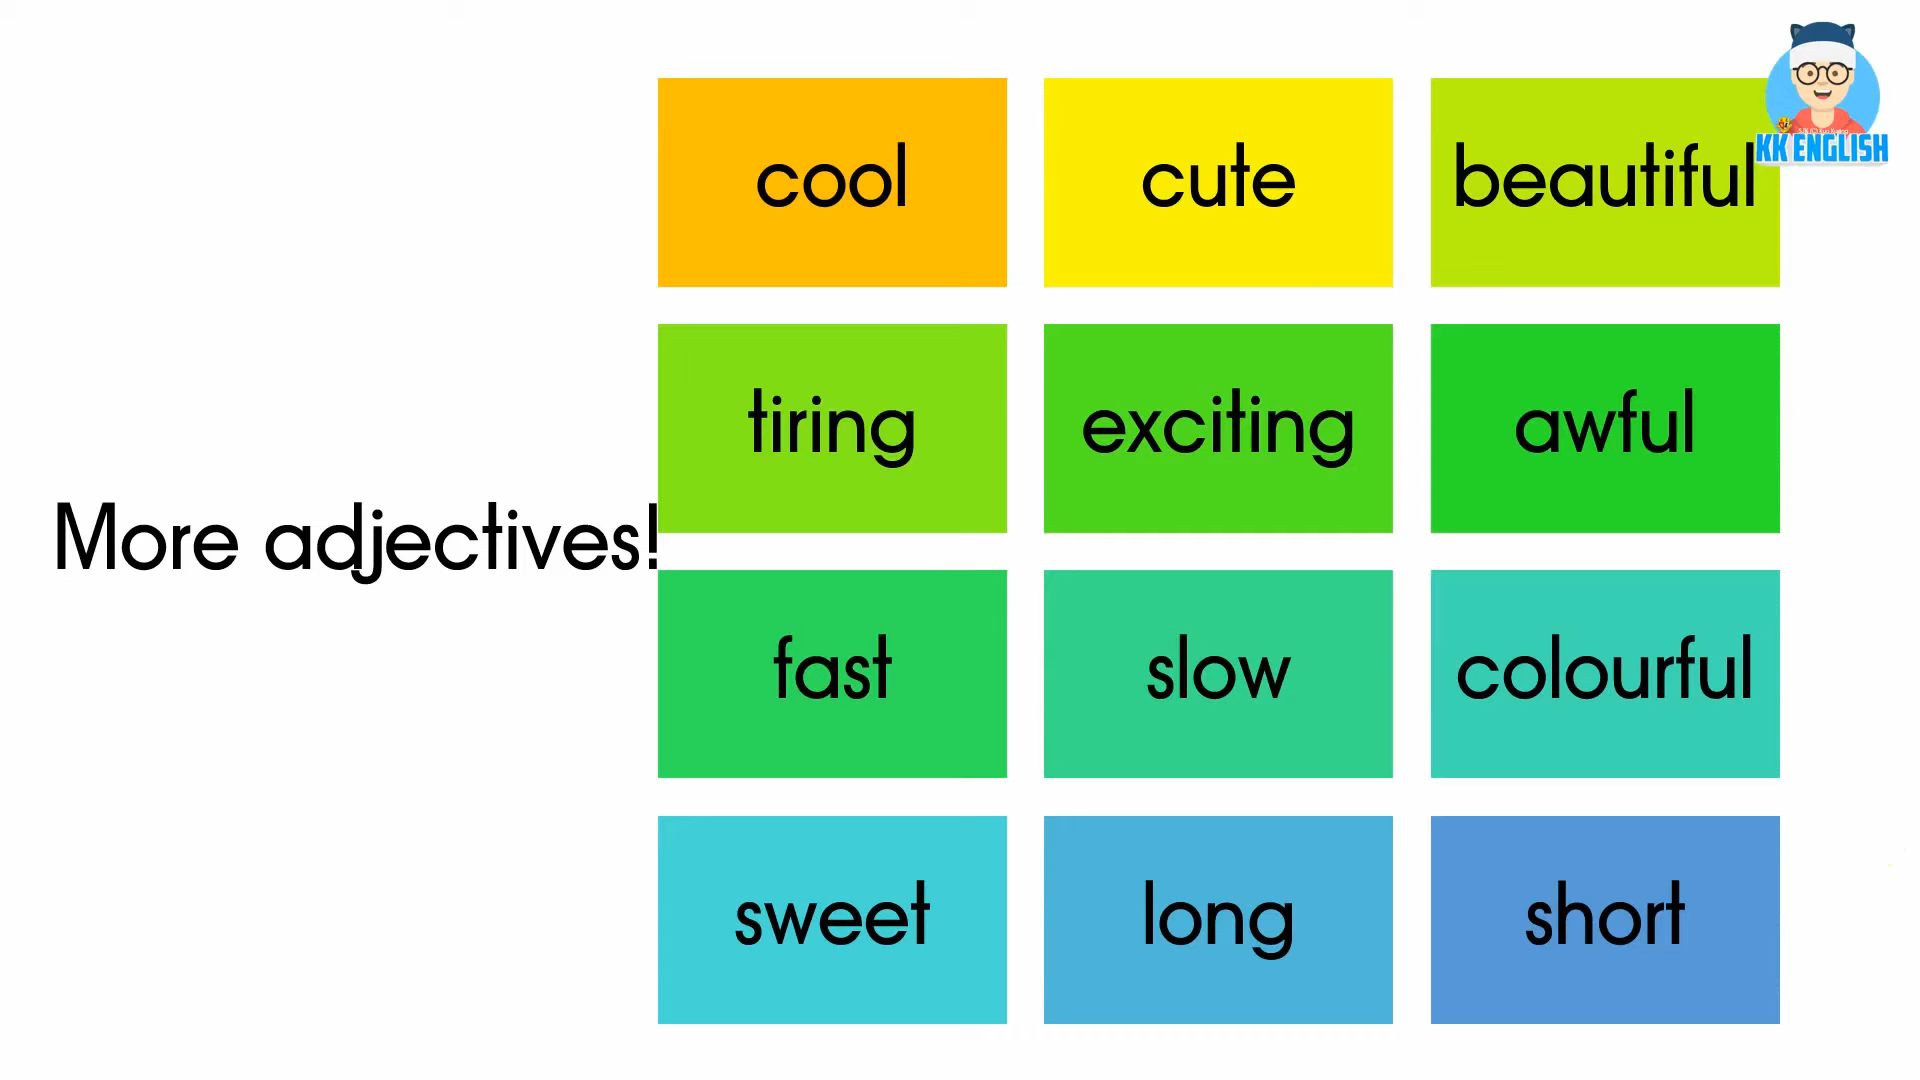 More adjectives!
cool
cute
beautiful
tiring
exciting
awful
fast
slow
colourful
sweet
long
short
KK ENGLISH